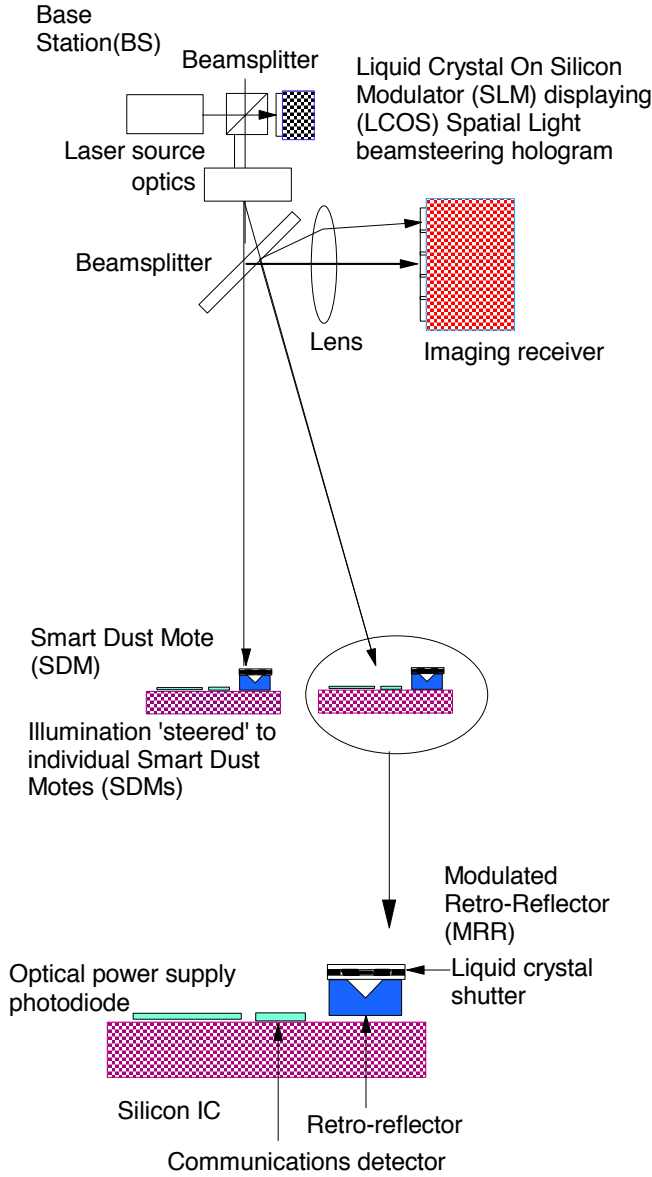 Base
Station(BS)
Beamsplitter
Liquid Crystal On Silicon
Modulator (SLM) displaying
(LCOS) Spatial Light
beamsteering hologram
Laser source
optics
Beamsplitter
Lens
Imaging receiver
Smart Dust Mote
(SDM)
Illumination 'steered' to
individual Smart Dust
Motes (SDMs)
Modulated
Retro-Reflector
(MRR)
Liquid crystal
shutter
Optical power supply
photodiode
Silicon IC
Retro-reflector
Communications detector